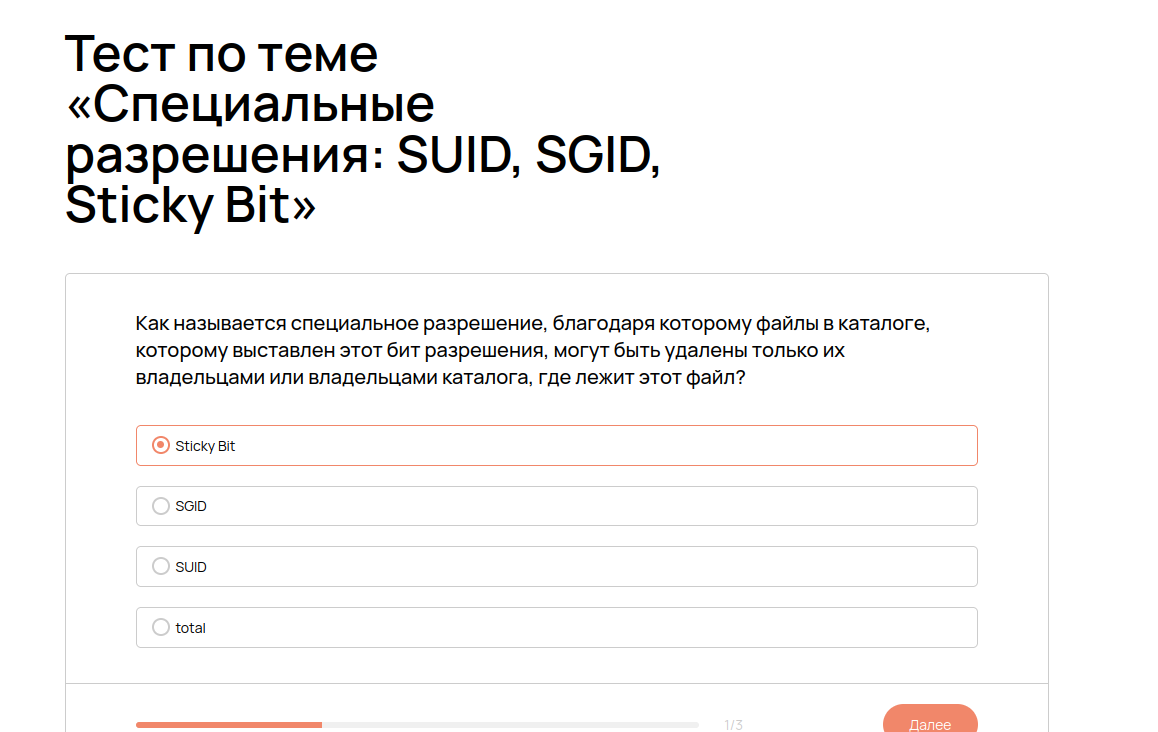 Тест по теме
«Специальные
разрешения: SUID, SGID,
Sticky Bit»
Как называется специальное разрешение, благодаря которому файлы в каталоге,
которому выставлен этот бит разрешения, могут быть удалены только их
владельцами или владельцами каталога, где лежит этот файл?
Sticky Bit
SGID
SUID
total
1/3
Далее